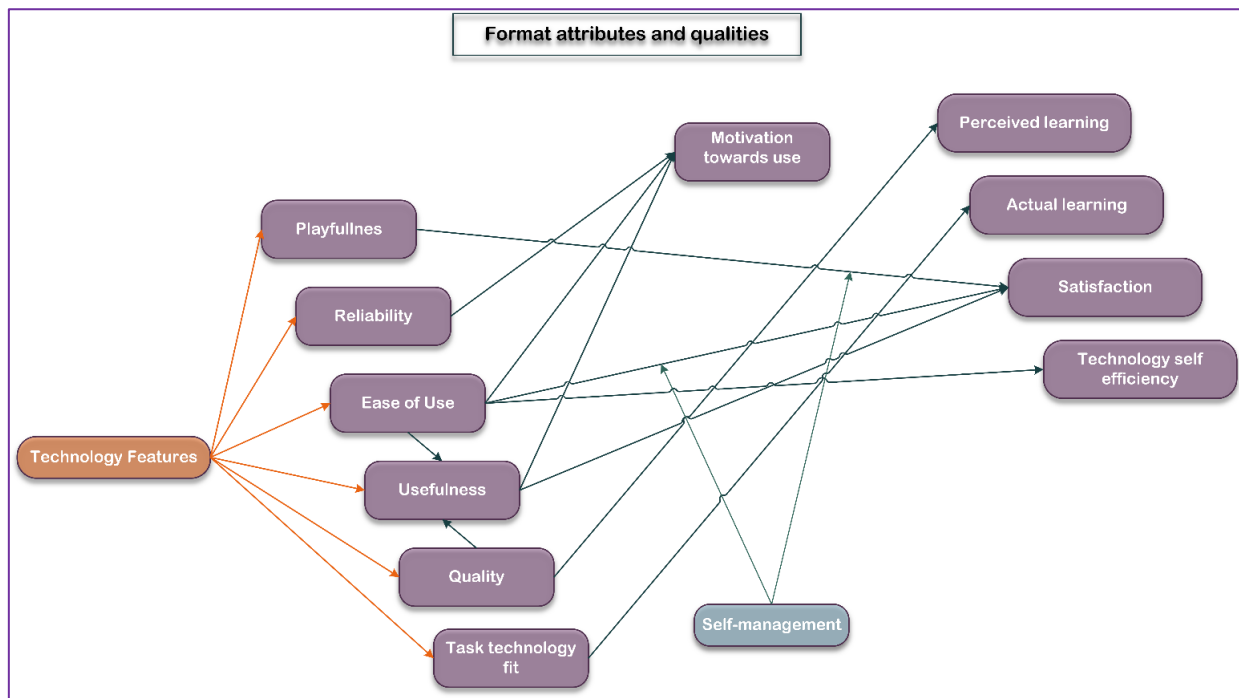 Format attributes and qualities
Perceived learning
Motivation
towards use
Actual learning
Playfullnes
Satisfaction
Reliability
Technology self
efficiency
Ease of Use
Technology Features
Usefulness
Quality
Self-management
Task technology
fit